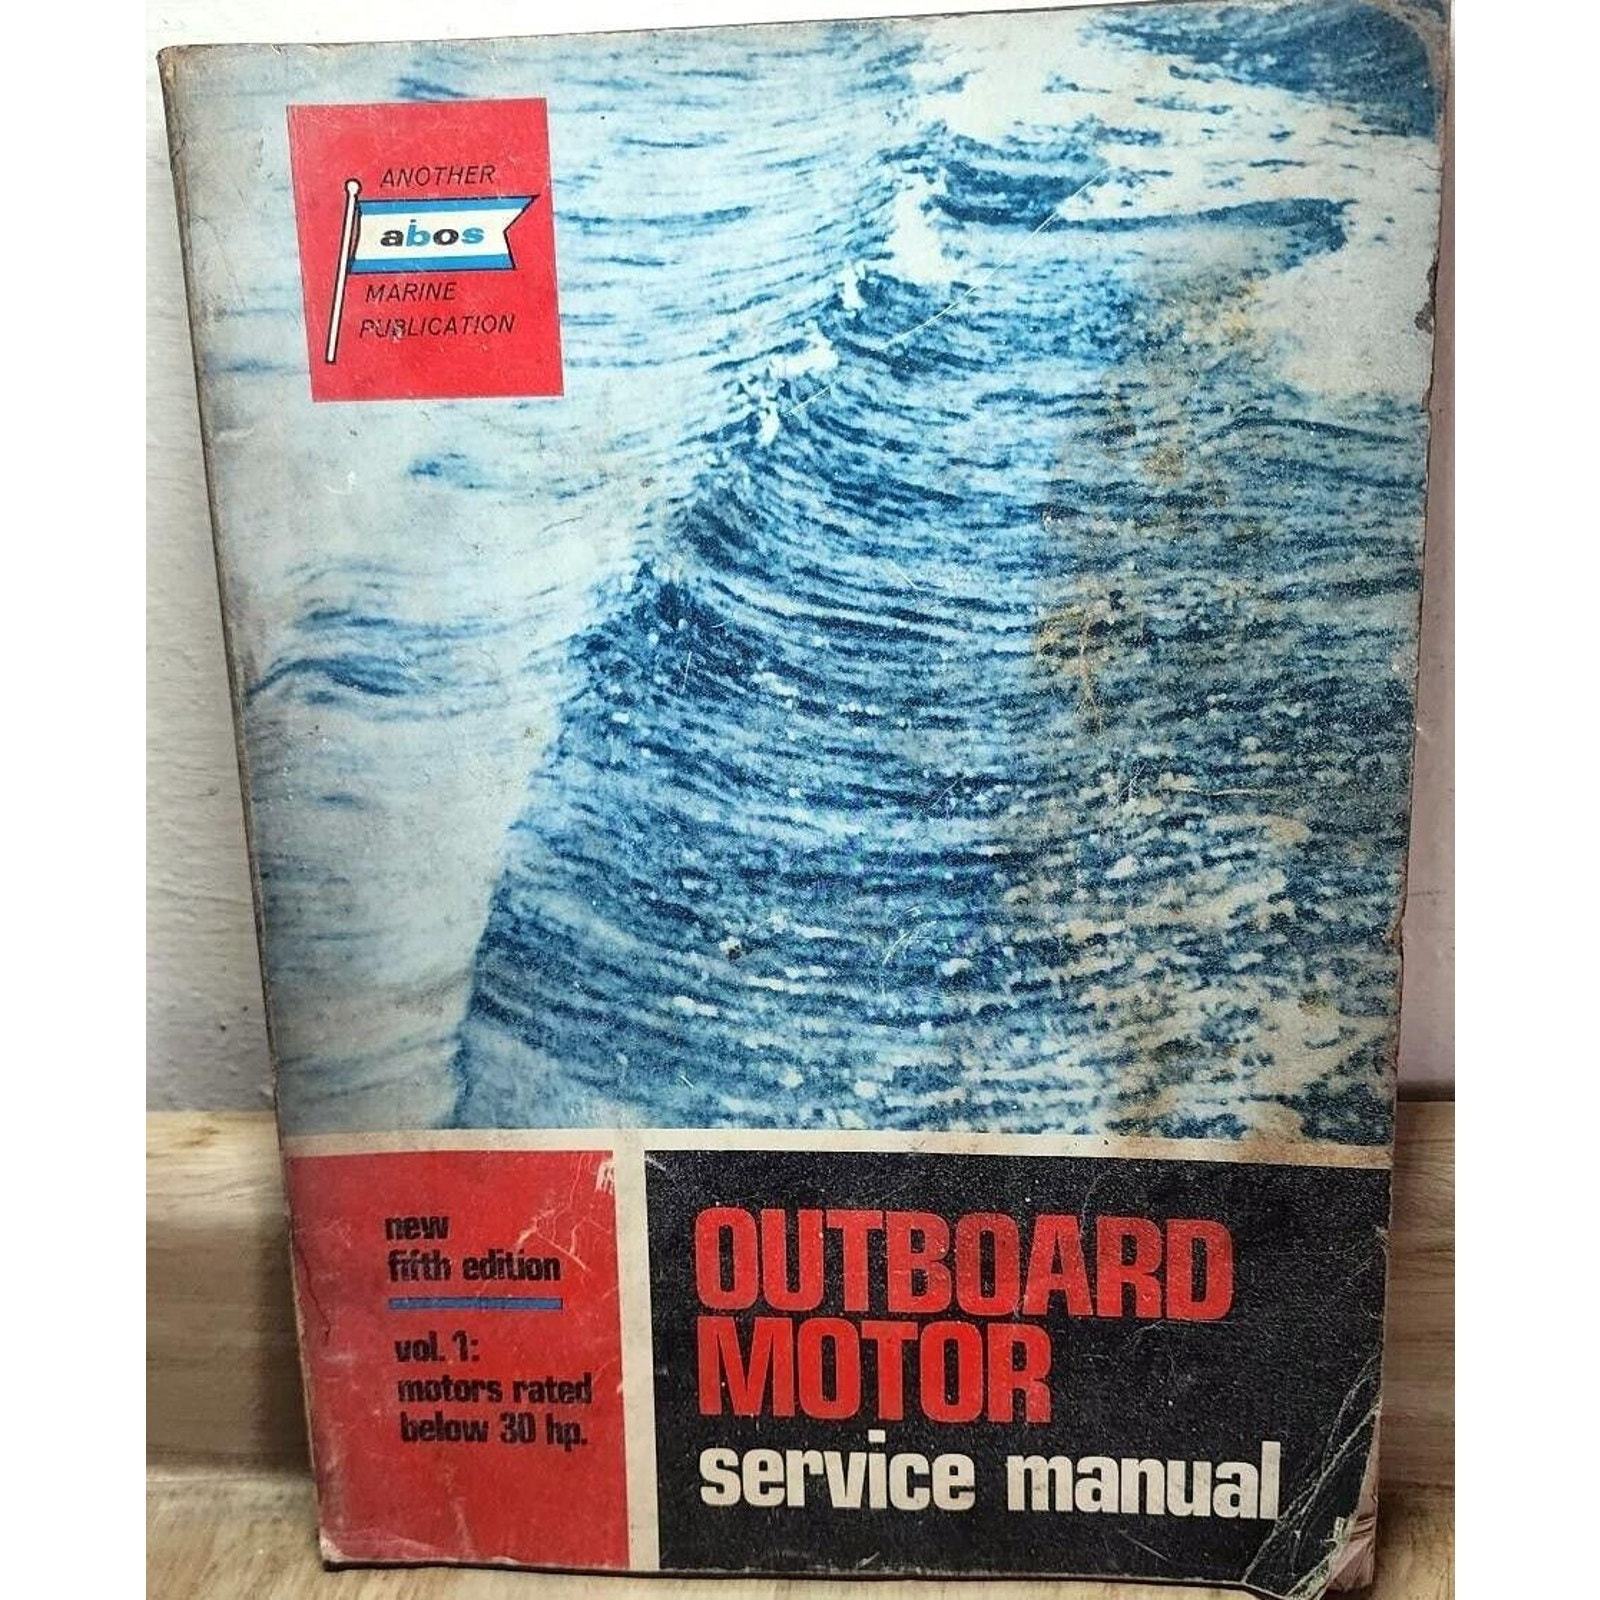 ANOTHER
abos
MARINE
PUBLICATION
new
fifth edition
vol. 1:
motors rated
below 30 hp.
OUTBOARD
MOTOR
service manual